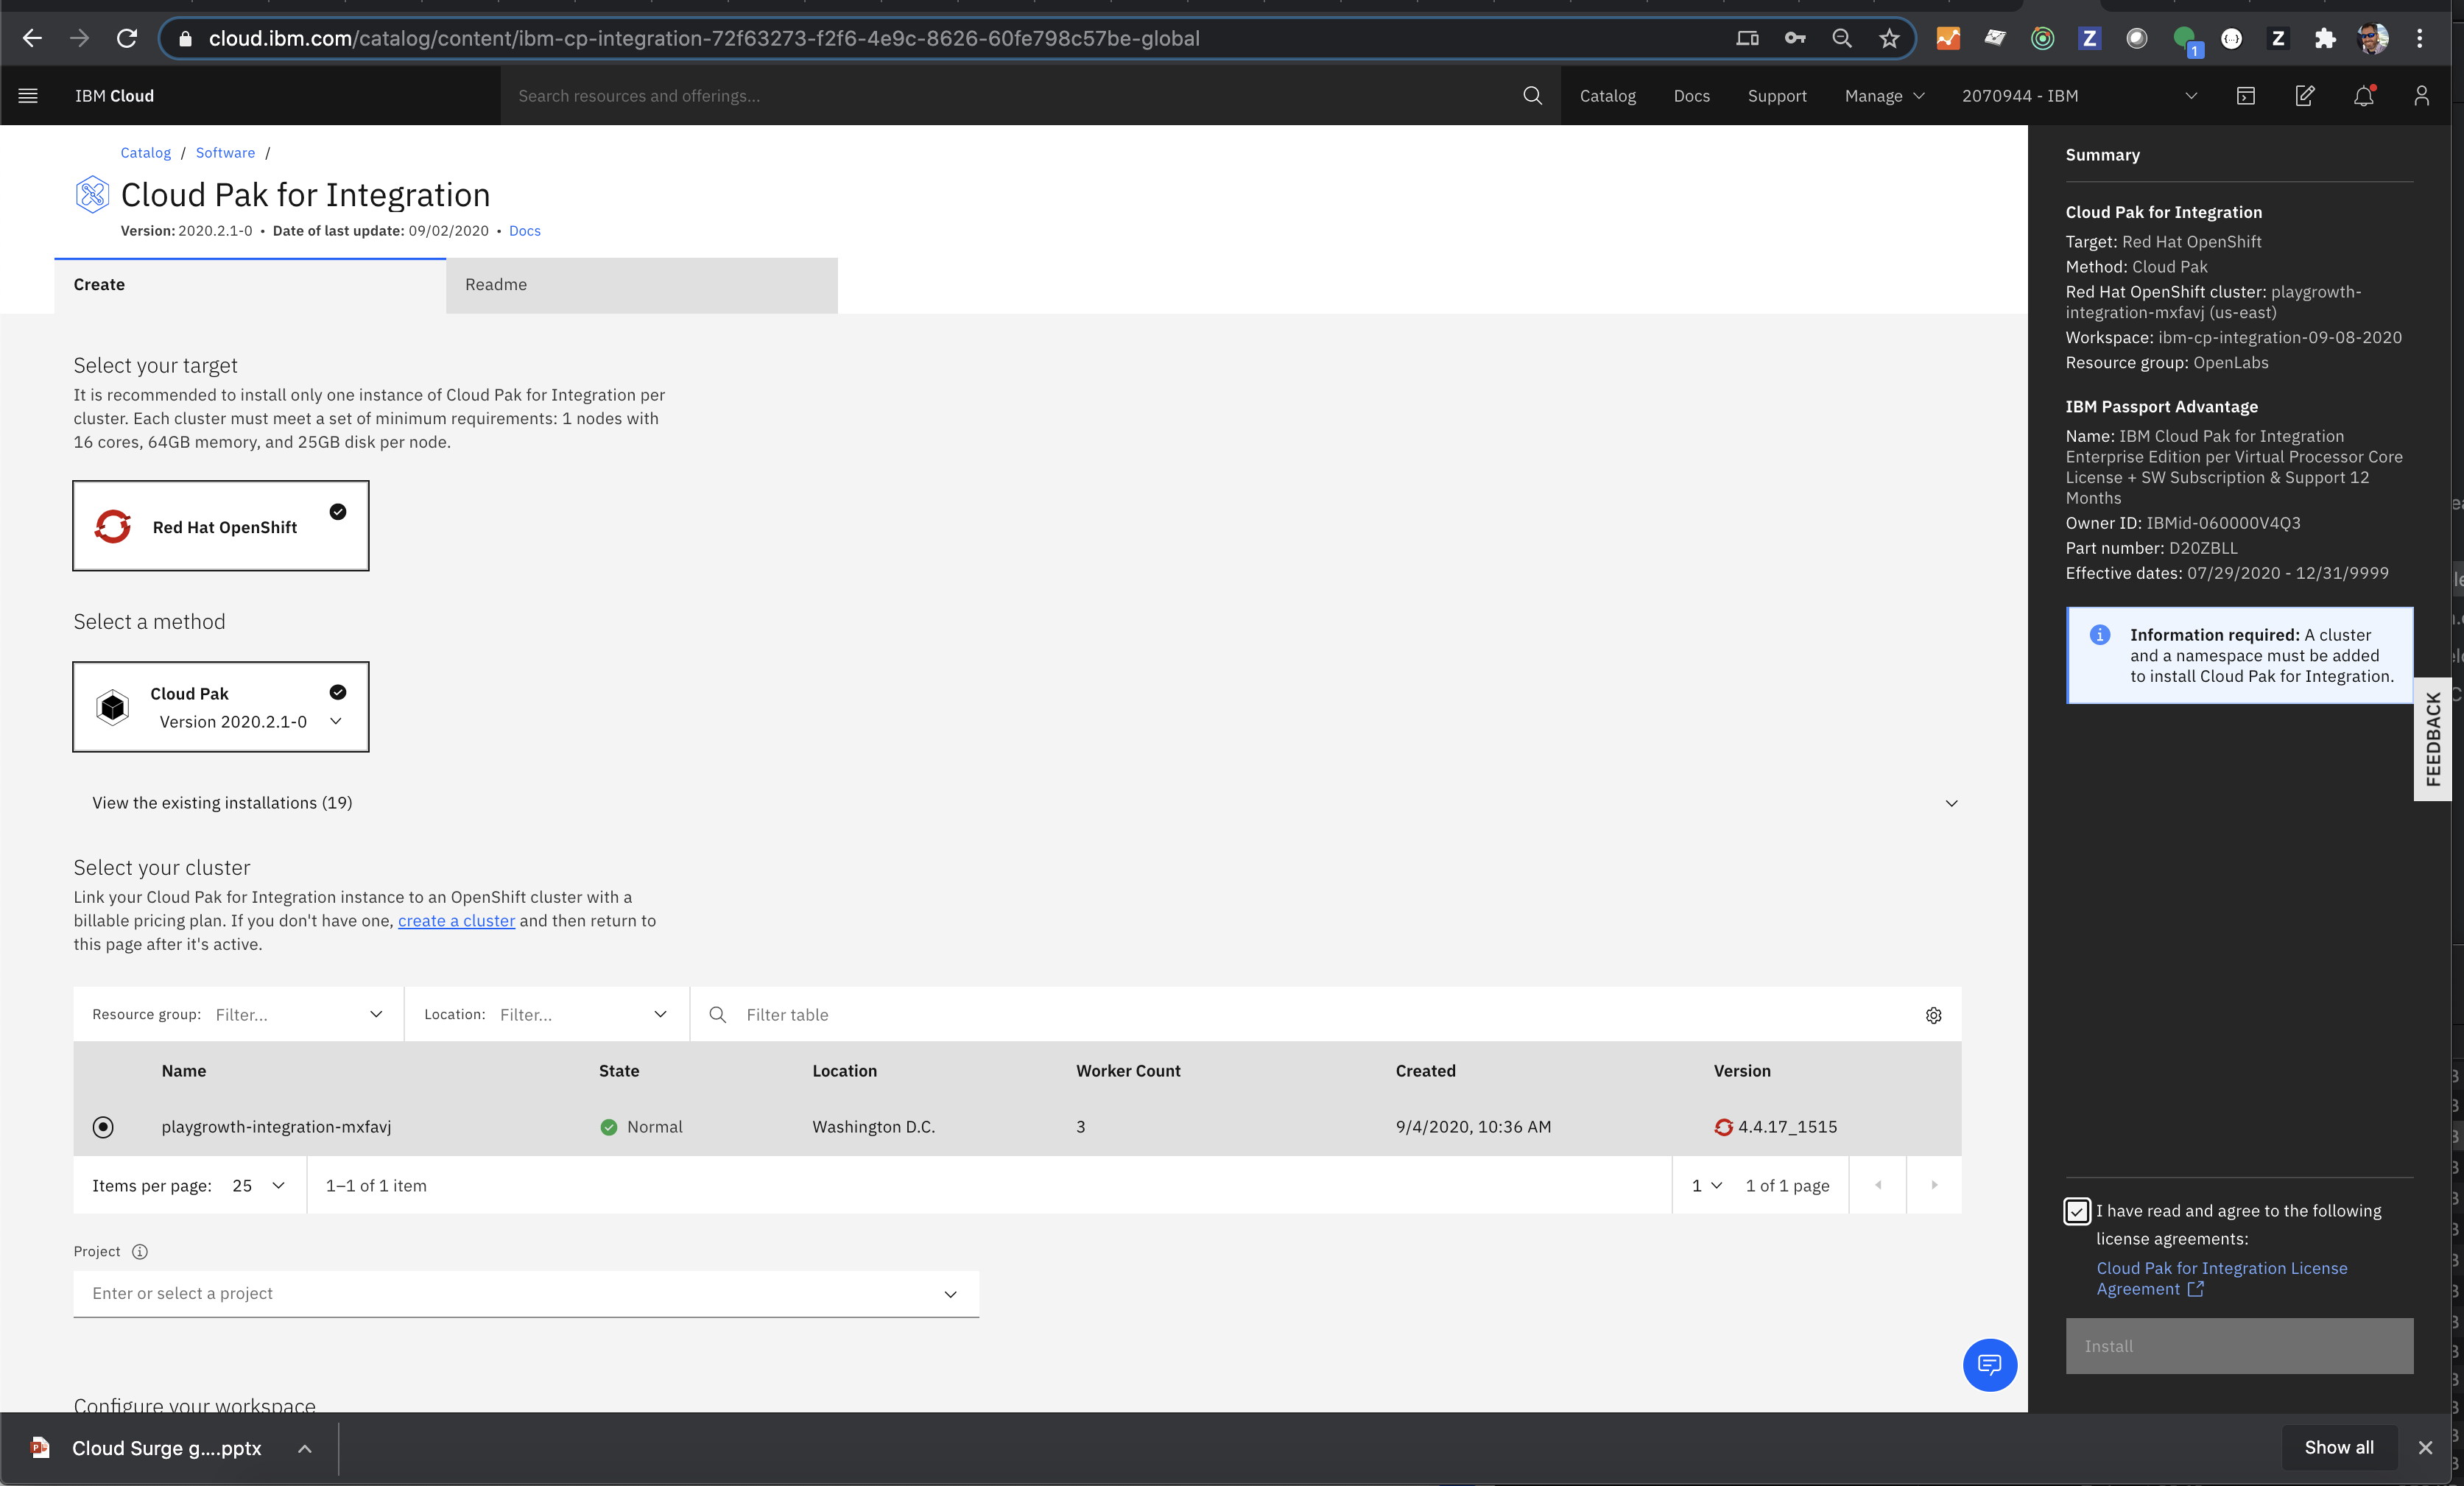 cloud.ibm.com/catalog/content/ibm-cp-integration-72f63273-f2f6-4e9c-8626-60fe798c57be-global
1
IBM Cloud
Search resources and offerings...
Catalog
Docs
Support
Manage
2070944 - IBM
Catalog / Software /
Cloud Pak for Integration
Version: 2020.2.1-0 • Date of last update: 09/02/2020 • Docs
Create
Readme
Select your target
It is recommended to install only one instance of Cloud Pak for Integration per
cluster. Each cluster must meet a set of minimum requirements: 1 nodes with
16 cores, 64GB memory, and 25GB disk per node.
Red Hat OpenShift
Select a method
Cloud Pak
Version 2020.2.1-0
View the existing installations (19)
Select your cluster
Link your Cloud Pak for Integration instance to an OpenShift cluster with a
billable pricing plan. If you don't have one, create a cluster and then return to
this page after it's active.
Resource group: Filter...
Location: Filter...
Filter table
Name State Location Worker Count Created Version
playgrowth-integration-mxfavj Normal Washington D.C. 3 9/4/2020, 10:36 AM 4.4.17_1515
Items per page: 25 1–1 of 1 item 1 1 of 1 page
Project
Enter or select a project
Configure your workspace
Summary
Cloud Pak for Integration
Target: Red Hat OpenShift
Method: Cloud Pak
Red Hat OpenShift cluster: playgrowth-
integration-mxfavj (us-east)
Workspace: ibm-cp-integration-09-08-2020
Resource group: OpenLabs
IBM Passport Advantage
Name: IBM Cloud Pak for Integration
Enterprise Edition per Virtual Processor Core
License + SW Subscription & Support 12
Months
Owner ID: IBMid-060000V4Q3
Part number: D20ZBLL
Effective dates: 07/29/2020 - 12/31/9999
Information required: A cluster
and a namespace must be added
to install Cloud Pak for Integration.
FEEDBACK
I have read and agree to the following
license agreements:
Cloud Pak for Integration License
Agreement
Install
Cloud Surge g....pptx
Show all